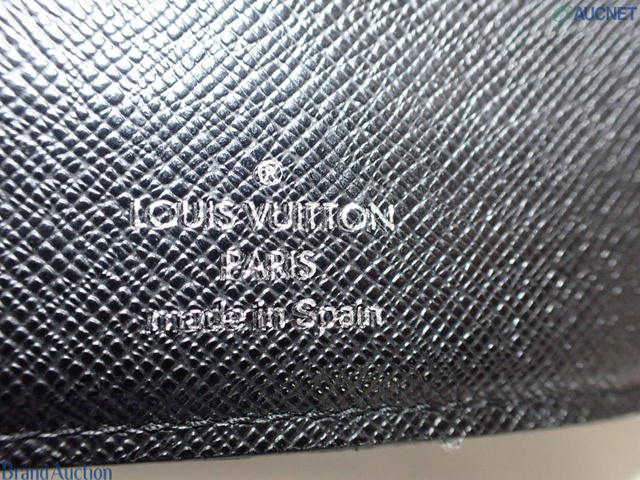 AUCNET
®
LOUIS VUITTON
PARIS
made in Spain
Brand Auction